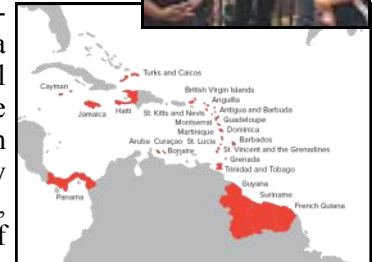 a
l
e
n
y
,
f
Turks and Caicos
Cayman
British Virgin Islands
Anguilla
Jamaica Haiti St. Kitts and Nevis Antigua and Barbuda
Montserrat Guadeloupe
Martinique Dominica
Aruba Curaçao St. Lucia Barbados
Bonaire St. Vincent and the Grenadines
Grenada
Trinidad and Tobago
Guyana
Panama Suriname
French Guiana